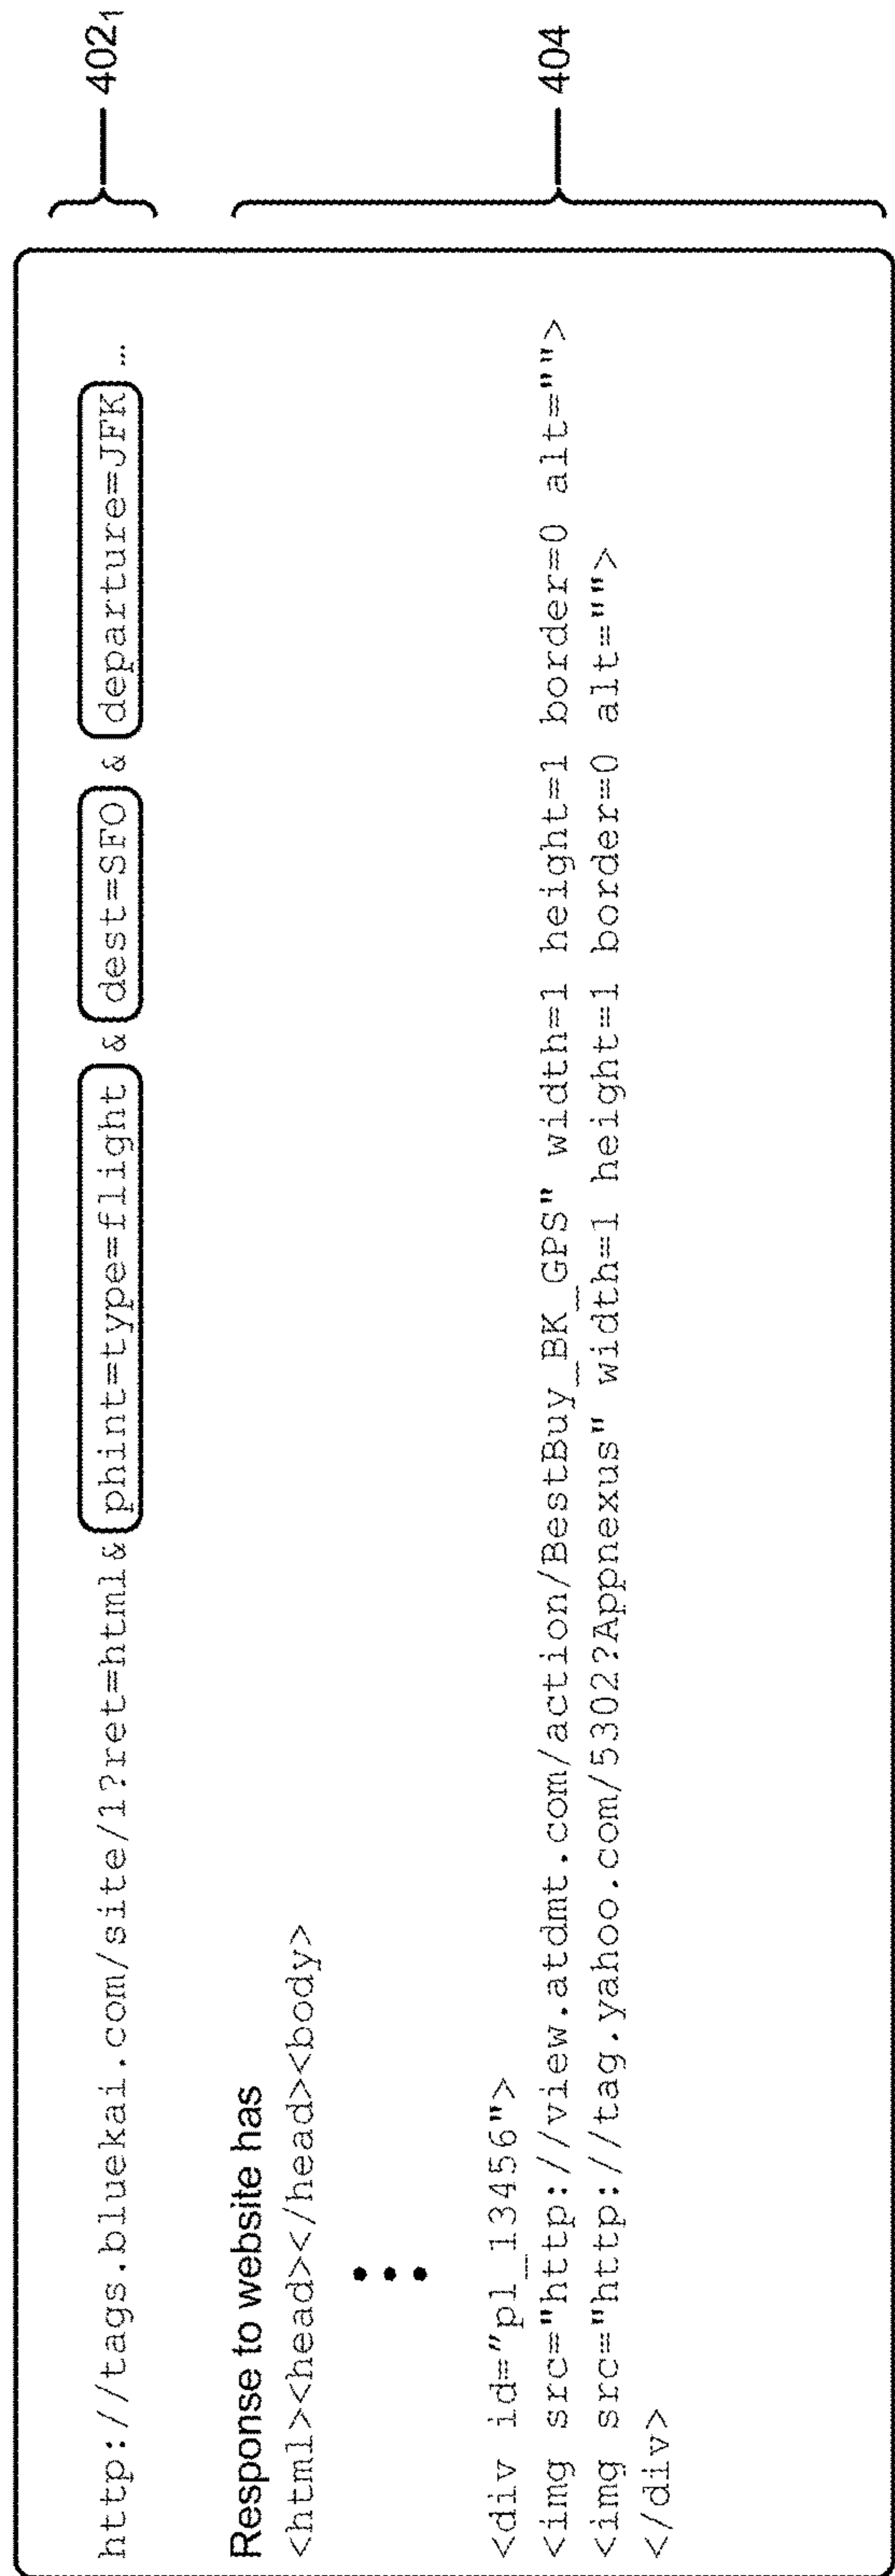 http://tags.bluekai.com/site/1?ret=html& phint=type=flight & dest=SFO & departure=JFK ...
402₁
Response to website has
<html><head></head><body>
<div id="pl_13456">
<img src="http://view.atdmt.com/action/BestBuy_BK_GPS" width=1 height=1 border=0 alt="">
<img src="http://tag.yahoo.com/5302?Appnexus" width=1 height=1 border=0 alt="">
</div>
404